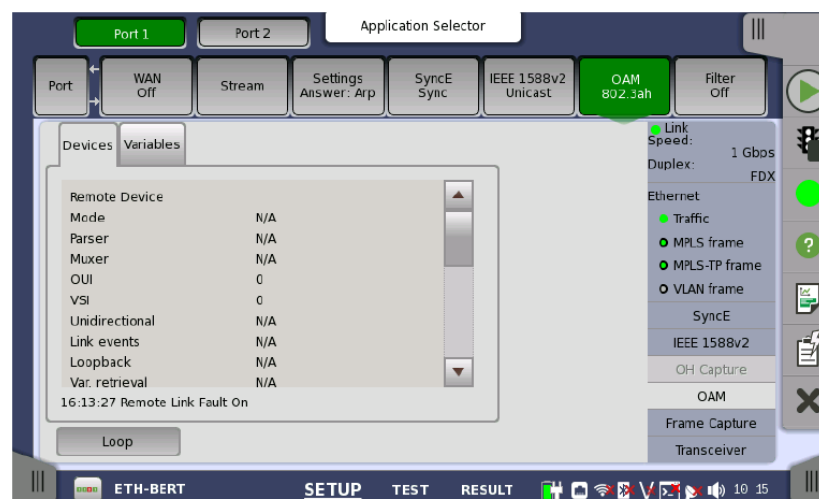 Port 1
Port 2
Application Selector
Port
WAN
Off
Stream
Settings
Answer: Arp
SyncE
Sync
IEEE 1588v2
Unicast
OAM
802.3ah
Filter
Off
Devices
Variables
Remote Device
Mode N/A
Parser N/A
Muxer N/A
OUI 0
VSI 0
Unidirectional N/A
Link events N/A
Loopback N/A
Var. retrieval N/A
16:13:27 Remote Link Fault On
Loop
Link
Speed:
1 Gbps
Duplex:
FDX
Ethernet
Traffic
MPLS frame
MPLS-TP frame
VLAN frame
SyncE
IEEE 1588v2
OH Capture
OAM
Frame Capture
Transceiver
ETH-BERT
SETUP
TEST
RESULT
10 15